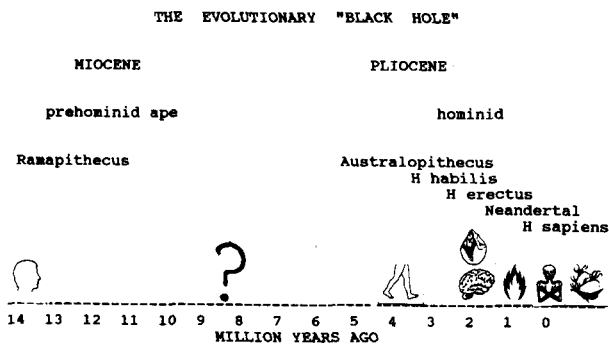 THE EVOLUTIONARY "BLACK HOLE"
MIOCENE PLIOCENE
prehominid ape hominid
Ramapithecus Australopithecus
H habilis
H erectus
Neandertal
H sapiens
?
14 13 12 11 10 9 8 7 6 5 4 3 2 1 0
MILLION YEARS AGO